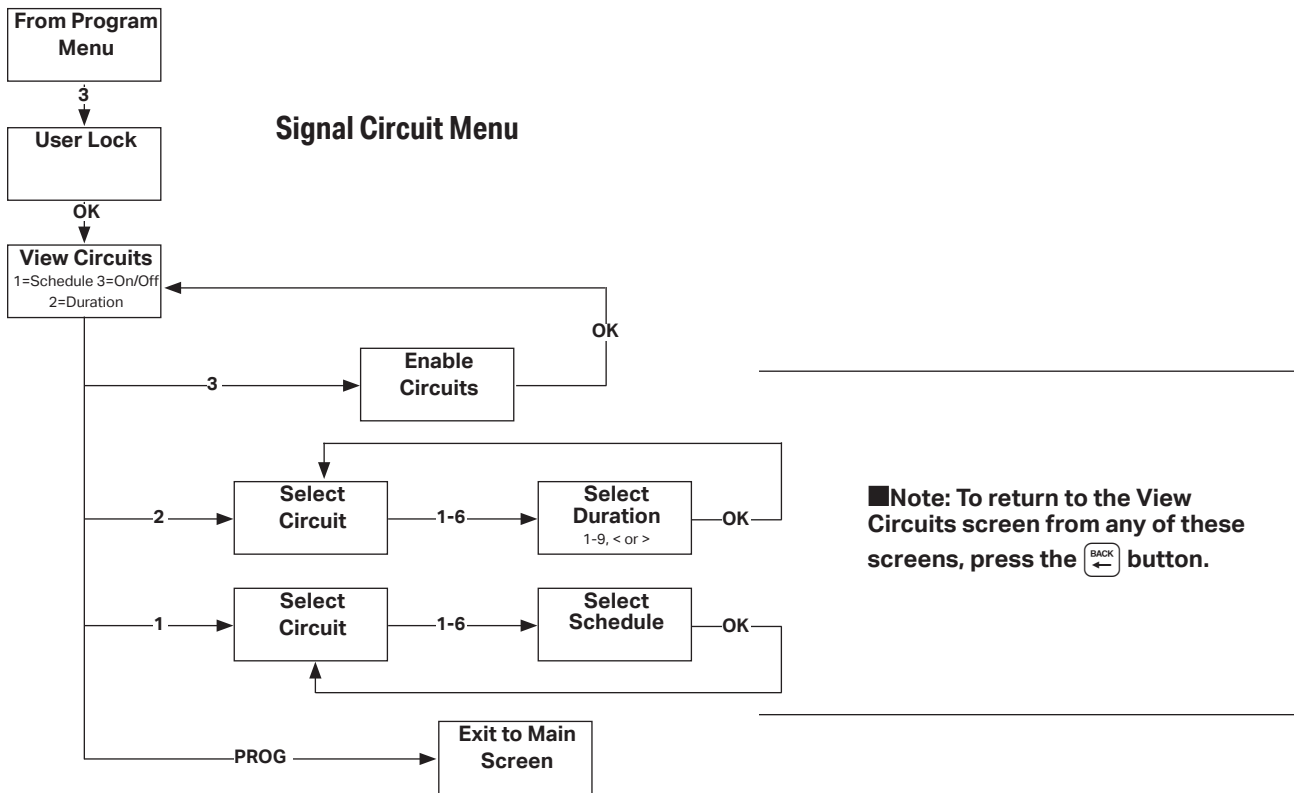 From Program
Menu
3
User Lock
Signal Circuit Menu
OK
View Circuits
1=Schedule 3=On/Off
2=Duration
OK
3
Enable
Circuits
2
Select
Circuit
1-6
Select
Duration
1-9, < or >
OK
1
Select
Circuit
1-6
Select
Schedule
OK
PROG
Exit to Main
Screen
■Note: To return to the View
Circuits screen from any of these
screens, press the BACK ← button.